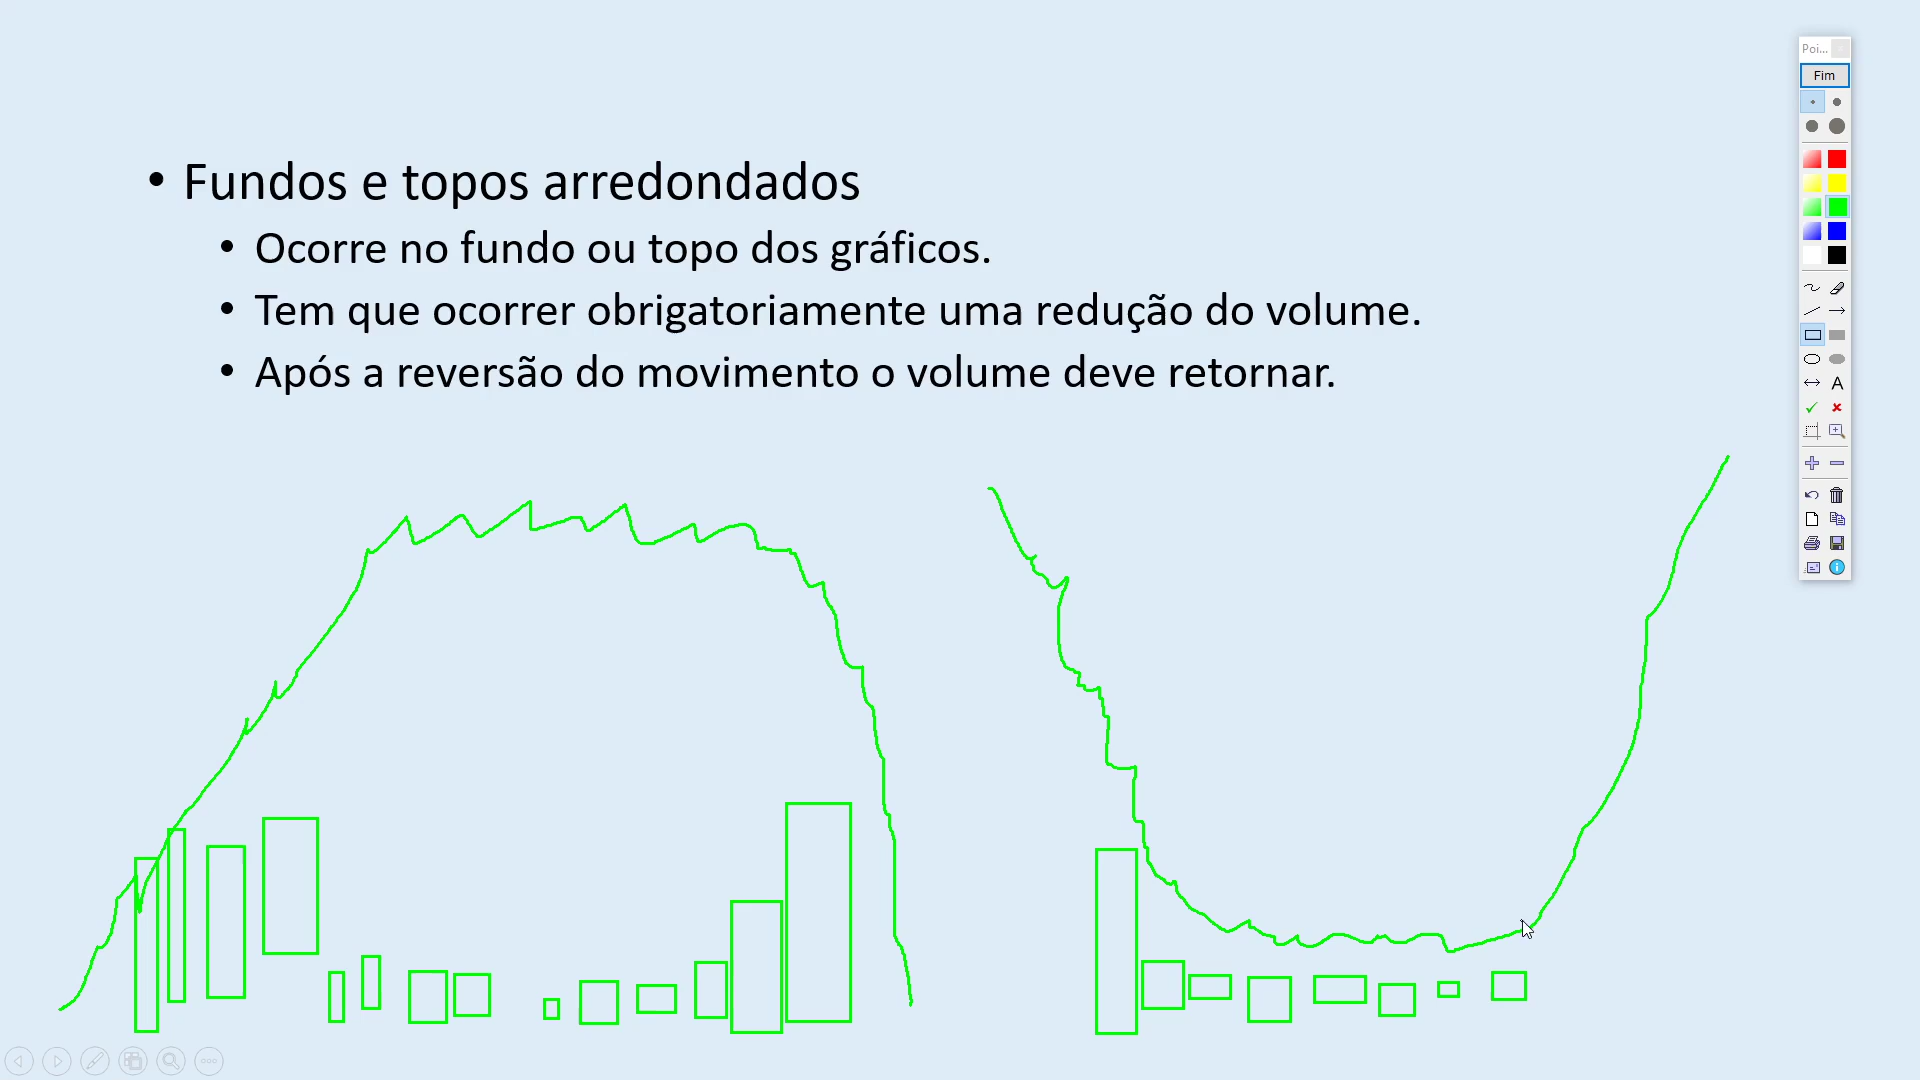 • Fundos e topos arredondados
• Ocorre no fundo ou topo dos gráficos.
• Tem que ocorrer obrigatoriamente uma redução do volume.
• Após a reversão do movimento o volume deve retornar.
Poi...
Fim
A